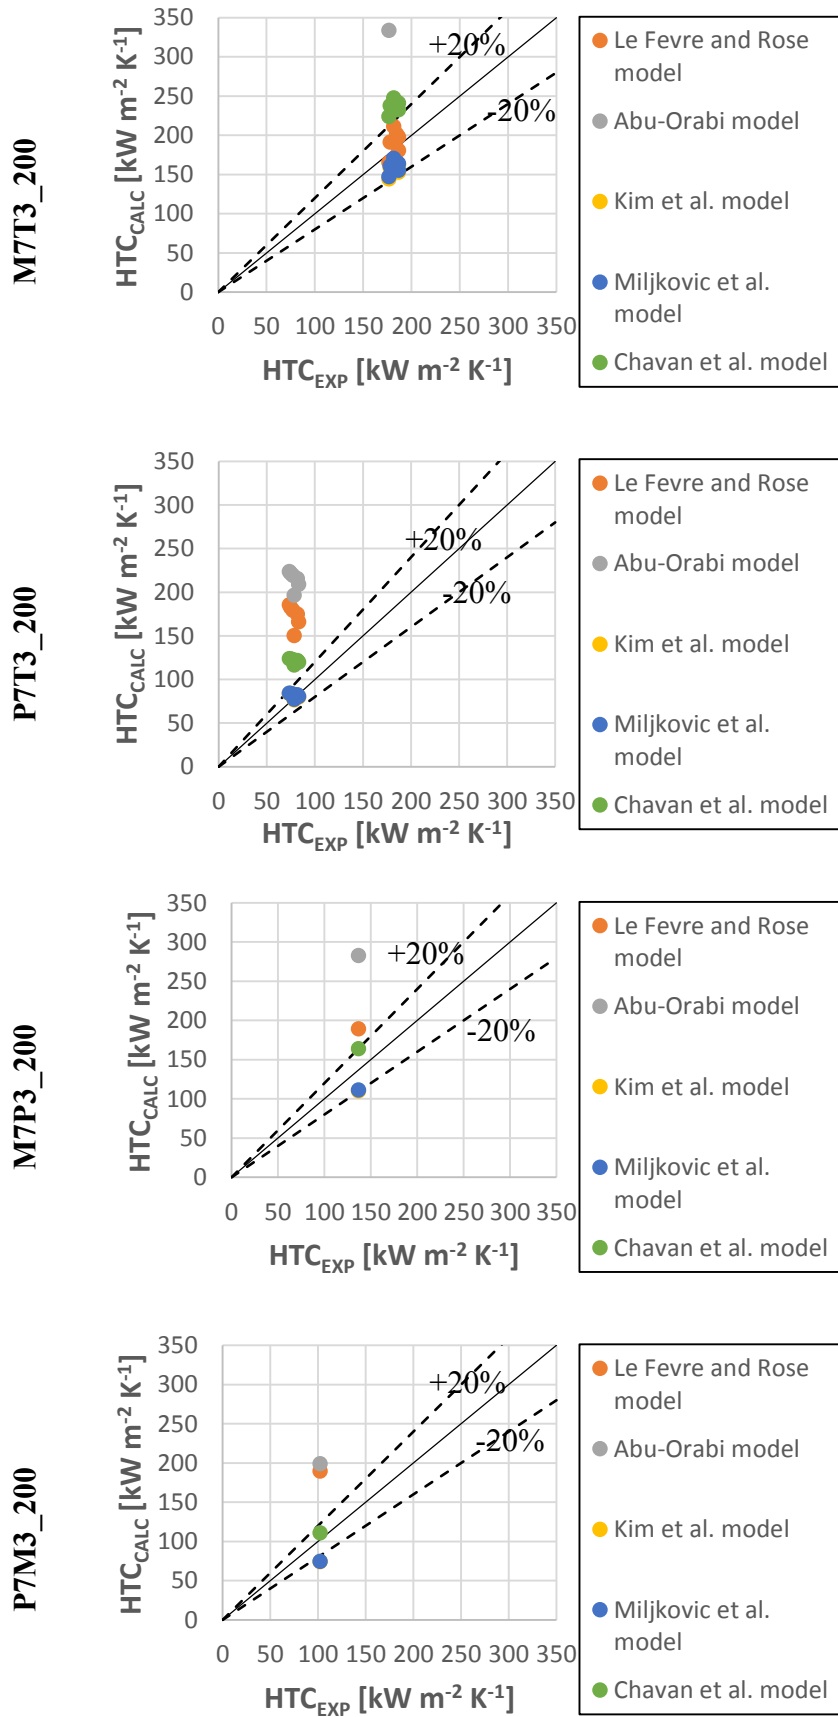 M7T3_200
HTC_CALC [kW m⁻² K⁻¹]
350
300
250
200
150
100
50
0
+20%
-20%
0 50 100 150 200 250 300 350
HTC_EXP [kW m⁻² K⁻¹]
Le Fevre and Rose
model
Abu-Orabi model
Kim et al. model
Miljkovic et al.
model
Chavan et al. model
P7T3_200
HTC_CALC [kW m⁻² K⁻¹]
350
300
250
200
150
100
50
0
+20%
-20%
0 50 100 150 200 250 300 350
HTC_EXP [kW m⁻² K⁻¹]
Le Fevre and Rose
model
Abu-Orabi model
Kim et al. model
Miljkovic et al.
model
Chavan et al. model
M7P3_200
HTC_CALC [kW m⁻² K⁻¹]
350
300
250
200
150
100
50
0
+20%
-20%
0 50 100 150 200 250 300 350
HTC_EXP [kW m⁻² K⁻¹]
Le Fevre and Rose
model
Abu-Orabi model
Kim et al. model
Miljkovic et al.
model
Chavan et al. model
P7M3_200
HTC_CALC [kW m⁻² K⁻¹]
350
300
250
200
150
100
50
0
+20%
-20%
0 50 100 150 200 250 300 350
HTC_EXP [kW m⁻² K⁻¹]
Le Fevre and Rose
model
Abu-Orabi model
Kim et al. model
Miljkovic et al.
model
Chavan et al. model